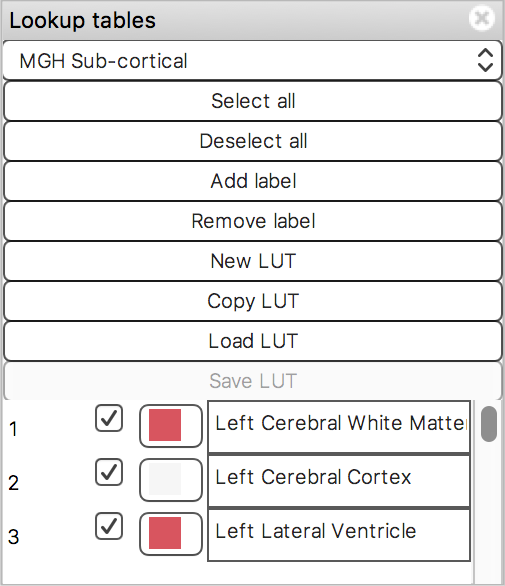 Lookup tables
MGH Sub-cortical
Select all
Deselect all
Add label
Remove label
New LUT
Copy LUT
Load LUT
Save LUT
1 Left Cerebral White Matte
2 Left Cerebral Cortex
3 Left Lateral Ventricle